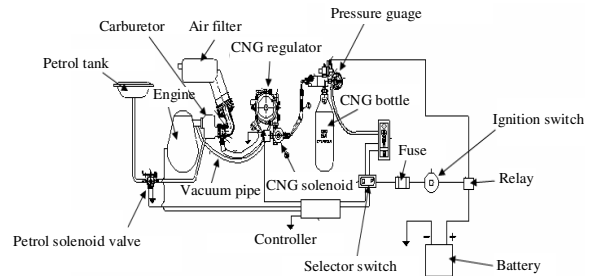 Pressure guage
Carburetor
Air filter
CNG regulator
Petrol tank
Engine
CNG bottle
Ignition switch
Fuse
Vacuum pipe
CNG solenoid
Relay
Petrol solenoid valve
Controller
Selector switch
Battery